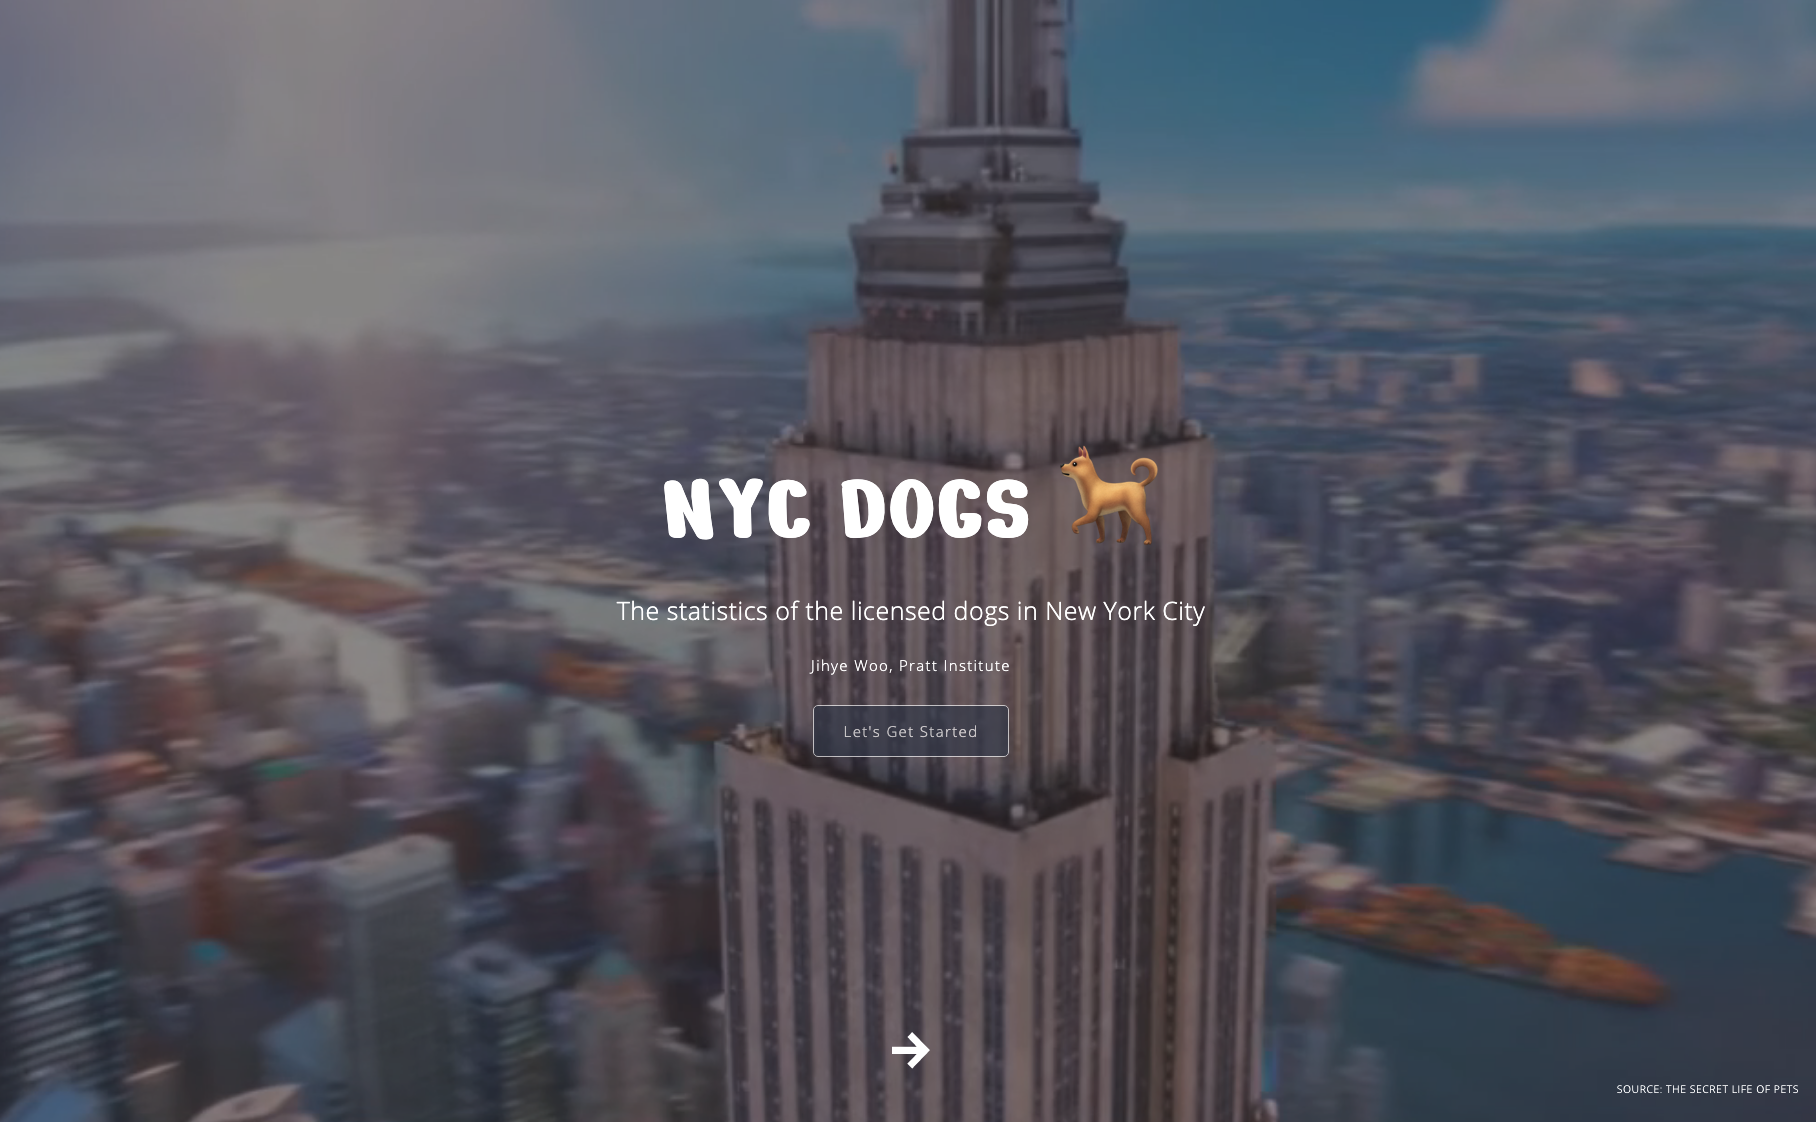 NYC DOGS
The statistics of the licensed dogs in New York City
Jihye Woo, Pratt Institute
Let's Get Started
SOURCE: THE SECRET LIFE OF PETS